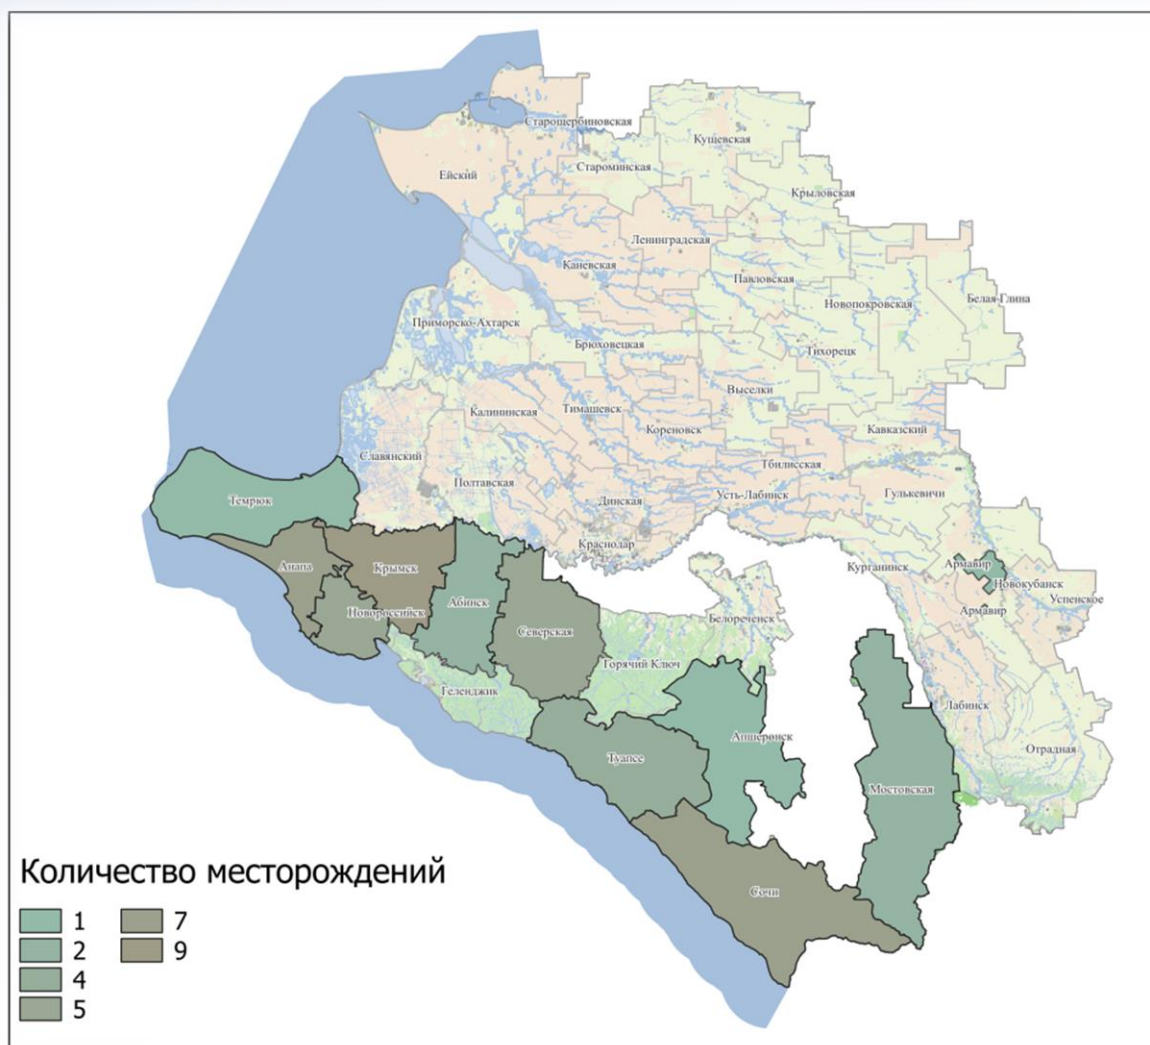 Старощербиновская
Кущевская
Староминская
Ейский
Крыловская
Ленинградская
Каневская
Павловская
Новопокровская
Белая Глина
Приморско-Ахтарск
Брюховецкая
Тихорецк
Выселки
Калининская
Тимашевск
Кореновск
Кавказский
Славянский
Тбилисская
Полтавская
Усть-Лабинск
Гулькевичи
Темрюк
Динская
Краснодар
Анапа
Крымск
Курганинск
Армавир
Новокубанск
Абинск
Успенское
Новороссийск
Армавир
Северская
Белореченск
Горячий Ключ
Геленджик
Лабинск
Апшеронск
Отрадная
Туапсе
Мостовская
Сочи
Количество месторождений
1
7
2
9
4
5